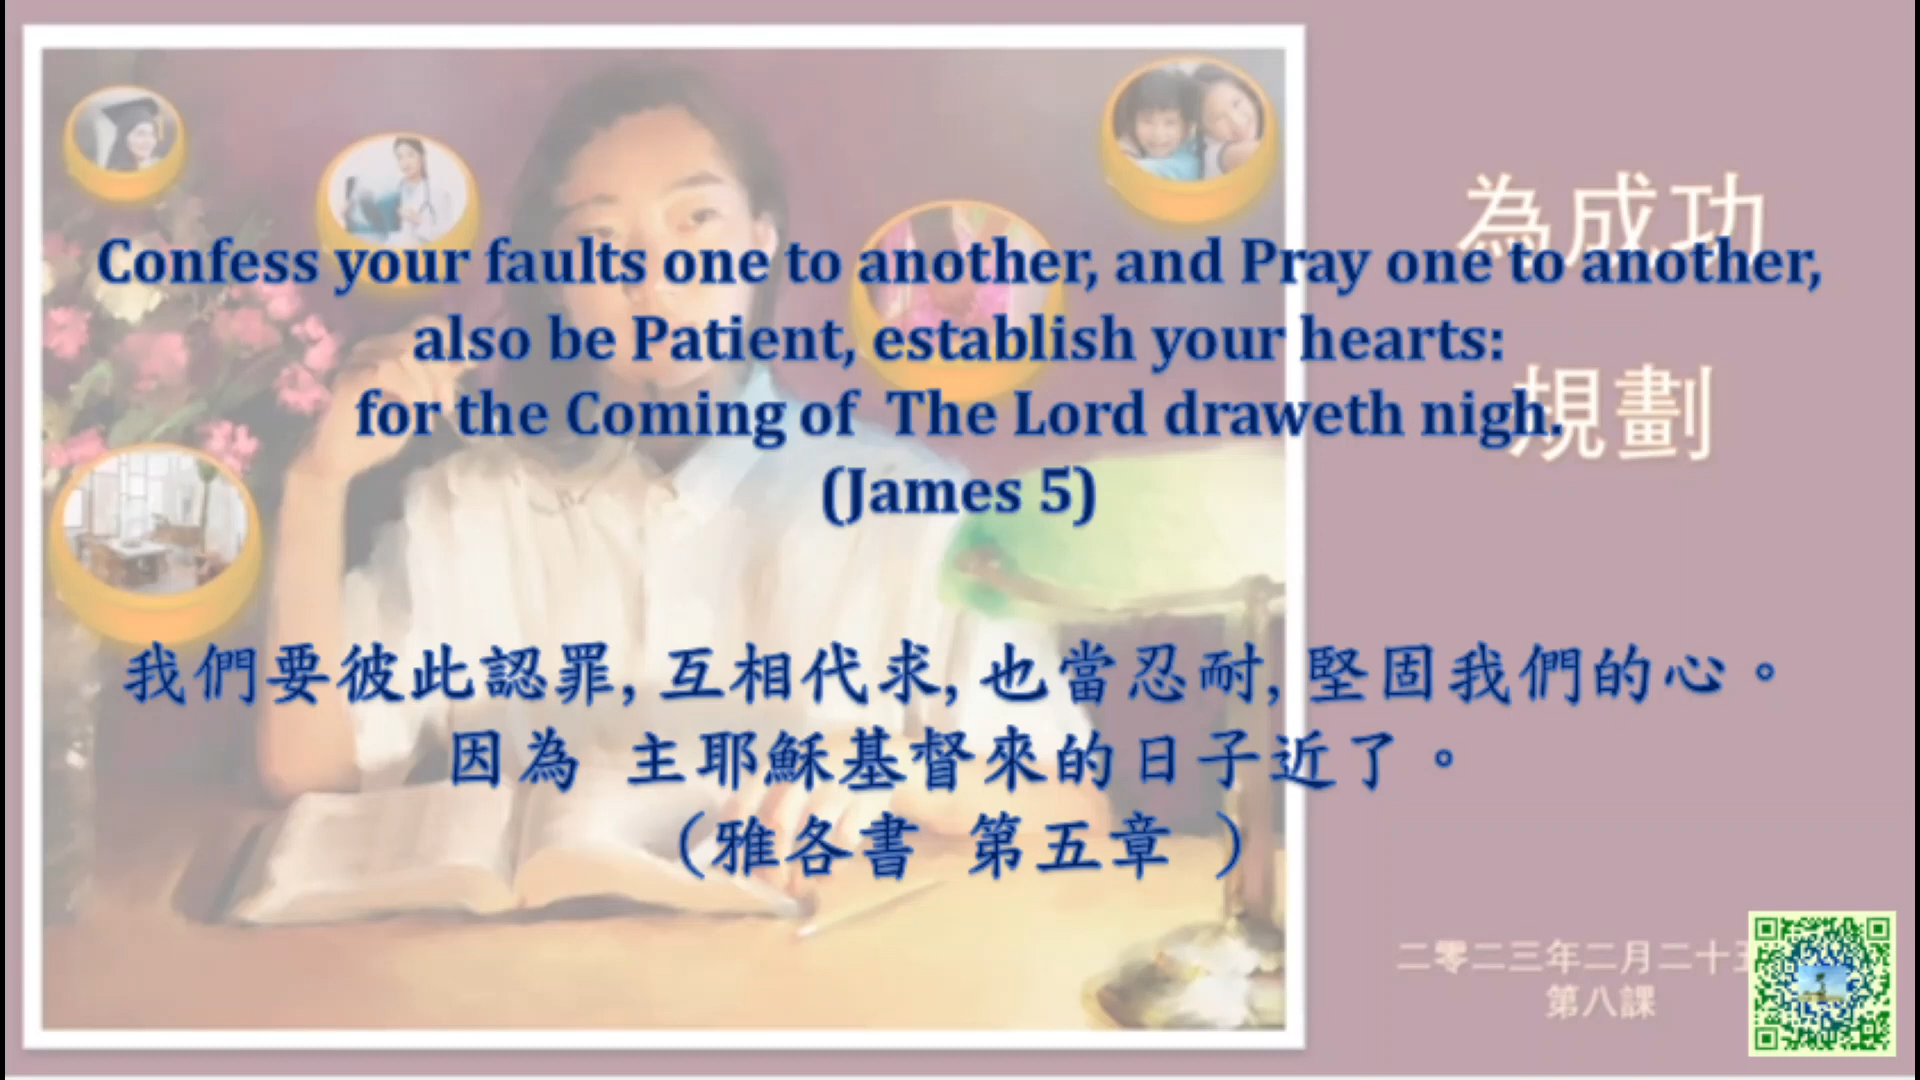 為成功
規劃
Confess your faults one to another, and Pray one to another,
also be Patient, establish your hearts:
for the Coming of The Lord draweth nigh.
(James 5)
我們要彼此認罪, 互相代求, 也當忍耐, 堅固我們的心。
因為 主耶穌基督來的日子近了。
（雅各書 第五章 ）
二零二三年二月二十五
第八課